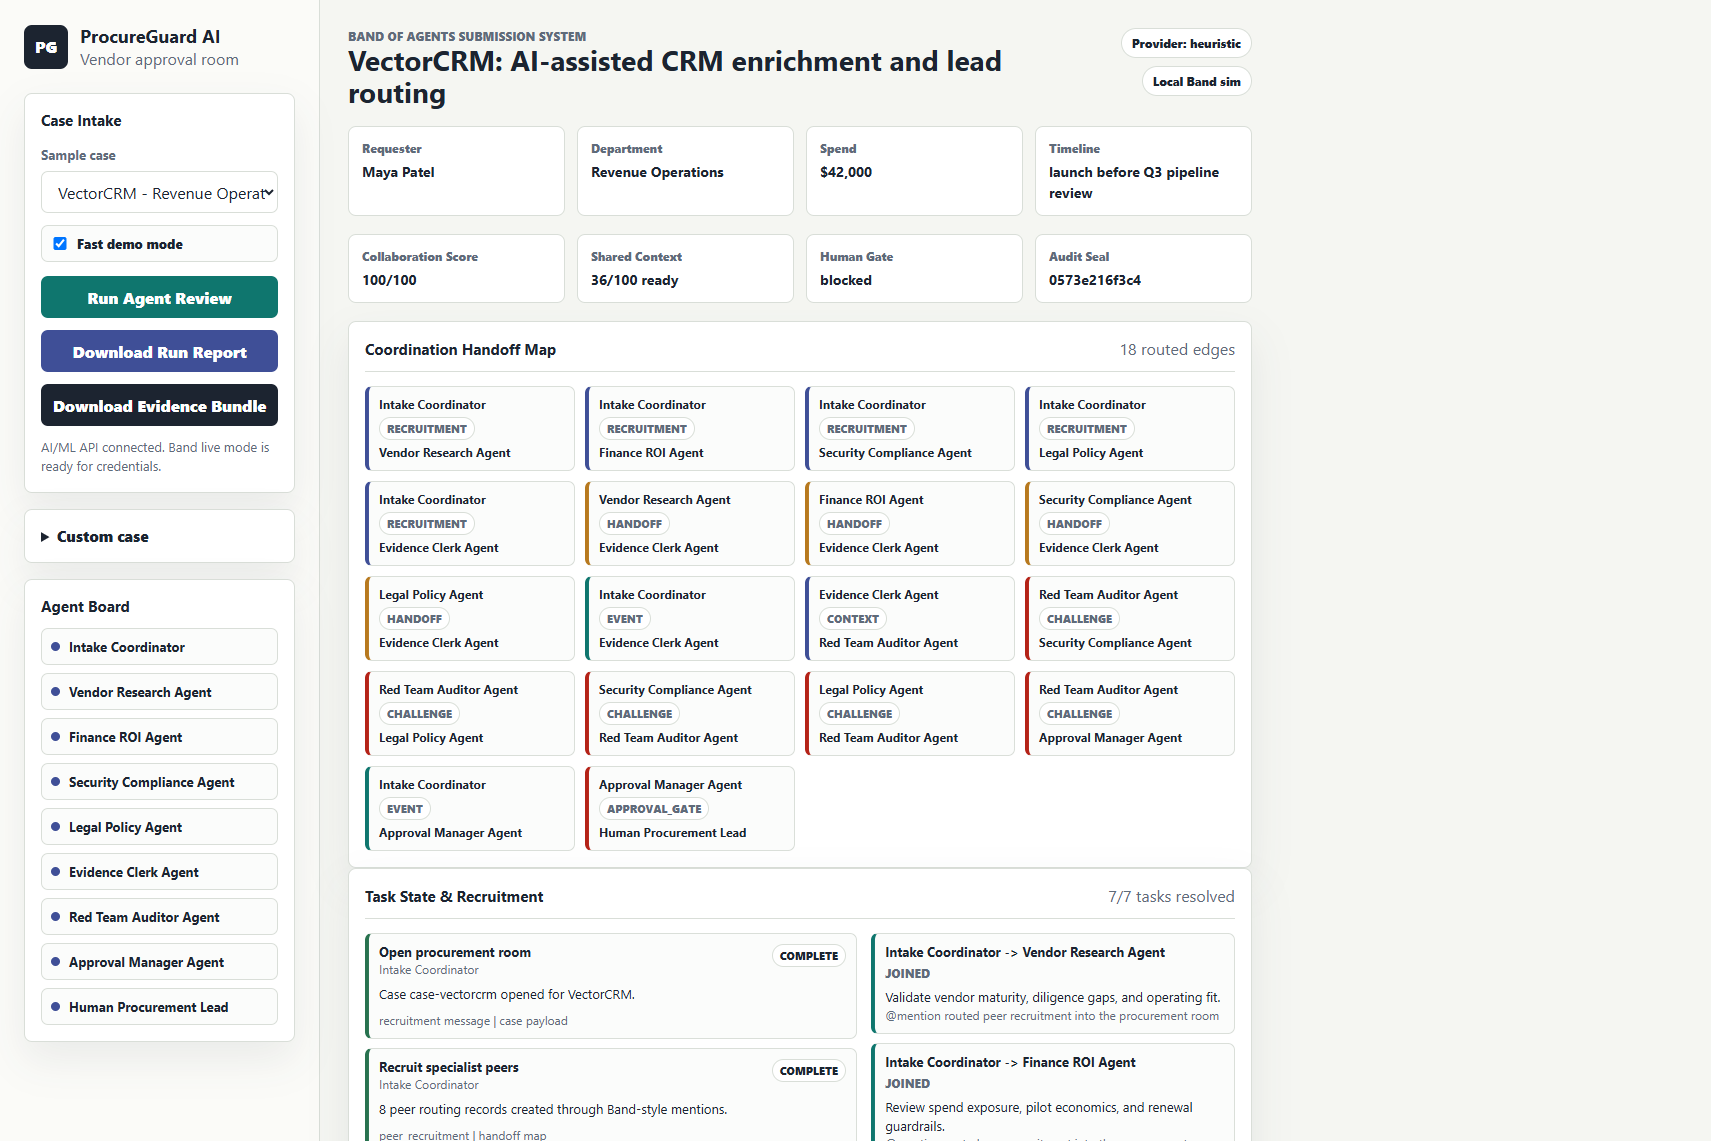 PG
ProcureGuard AI
Vendor approval room
Case Intake
Sample case
VectorCRM - Revenue Operat
Fast demo mode
Run Agent Review
Download Run Report
Download Evidence Bundle
AI/ML API connected. Band live mode is
ready for credentials.
Custom case
Agent Board
Intake Coordinator
Vendor Research Agent
Finance ROI Agent
Security Compliance Agent
Legal Policy Agent
Evidence Clerk Agent
Red Team Auditor Agent
Approval Manager Agent
Human Procurement Lead
BAND OF AGENTS SUBMISSION SYSTEM
VectorCRM: AI-assisted CRM enrichment and lead
routing
Provider: heuristic
Local Band sim
Requester
Maya Patel
Department
Revenue Operations
Spend
$42,000
Timeline
launch before Q3 pipeline
review
Collaboration Score
100/100
Shared Context
36/100 ready
Human Gate
blocked
Audit Seal
0573e216f3c4
Coordination Handoff Map
18 routed edges
Intake Coordinator
RECRUITMENT
Vendor Research Agent
Intake Coordinator
RECRUITMENT
Finance ROI Agent
Intake Coordinator
RECRUITMENT
Security Compliance Agent
Intake Coordinator
RECRUITMENT
Legal Policy Agent
Intake Coordinator
RECRUITMENT
Evidence Clerk Agent
Vendor Research Agent
HANDOFF
Evidence Clerk Agent
Finance ROI Agent
HANDOFF
Evidence Clerk Agent
Security Compliance Agent
HANDOFF
Evidence Clerk Agent
Legal Policy Agent
HANDOFF
Evidence Clerk Agent
Intake Coordinator
EVENT
Evidence Clerk Agent
Evidence Clerk Agent
CONTEXT
Red Team Auditor Agent
Red Team Auditor Agent
CHALLENGE
Security Compliance Agent
Red Team Auditor Agent
CHALLENGE
Legal Policy Agent
Security Compliance Agent
CHALLENGE
Red Team Auditor Agent
Legal Policy Agent
CHALLENGE
Red Team Auditor Agent
Red Team Auditor Agent
CHALLENGE
Approval Manager Agent
Intake Coordinator
EVENT
Approval Manager Agent
Approval Manager Agent
APPROVAL_GATE
Human Procurement Lead
Task State & Recruitment
7/7 tasks resolved
Open procurement room
Intake Coordinator
COMPLETE
Case case-vectorcrm opened for VectorCRM.
recruitment message | case payload
Recruit specialist peers
Intake Coordinator
COMPLETE
8 peer routing records created through Band-style mentions.
peer_recruitment | handoff map
Intake Coordinator -> Vendor Research Agent
JOINED
Validate vendor maturity, diligence gaps, and operating fit.
@mention routed peer recruitment into the procurement room
Intake Coordinator -> Finance ROI Agent
JOINED
Review spend exposure, pilot economics, and renewal
guardrails.